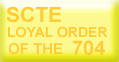 SCTE
LOYAL ORDER
OF THE 704